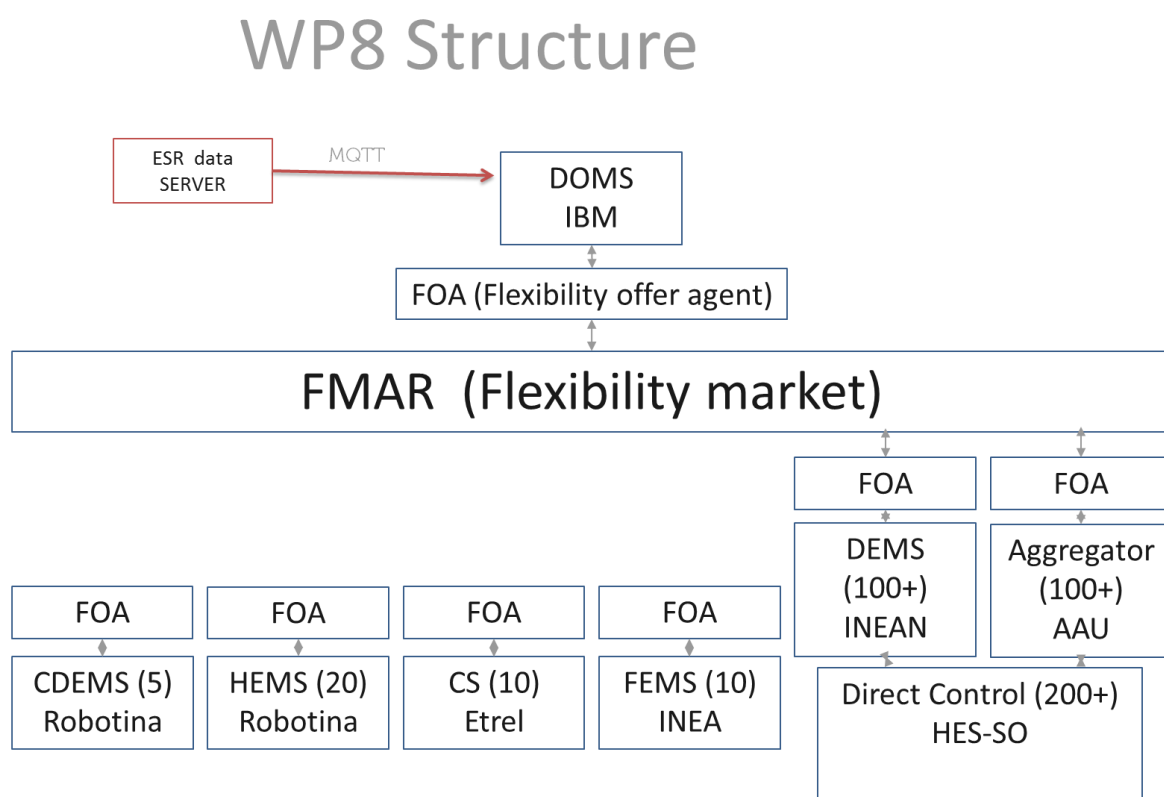 WP8 Structure
ESR data
SERVER
MQTT
DOMS
IBM
FOA (Flexibility offer agent)
FMAR (Flexibility market)
FOA
FOA
DEMS
(100+)
INEAN
Aggregator
(100+)
AAU
FOA
FOA
FOA
FOA
CDEMS (5)
Robotina
HEMS (20)
Robotina
CS (10)
Etrel
FEMS (10)
INEA
Direct Control (200+)
HES-SO